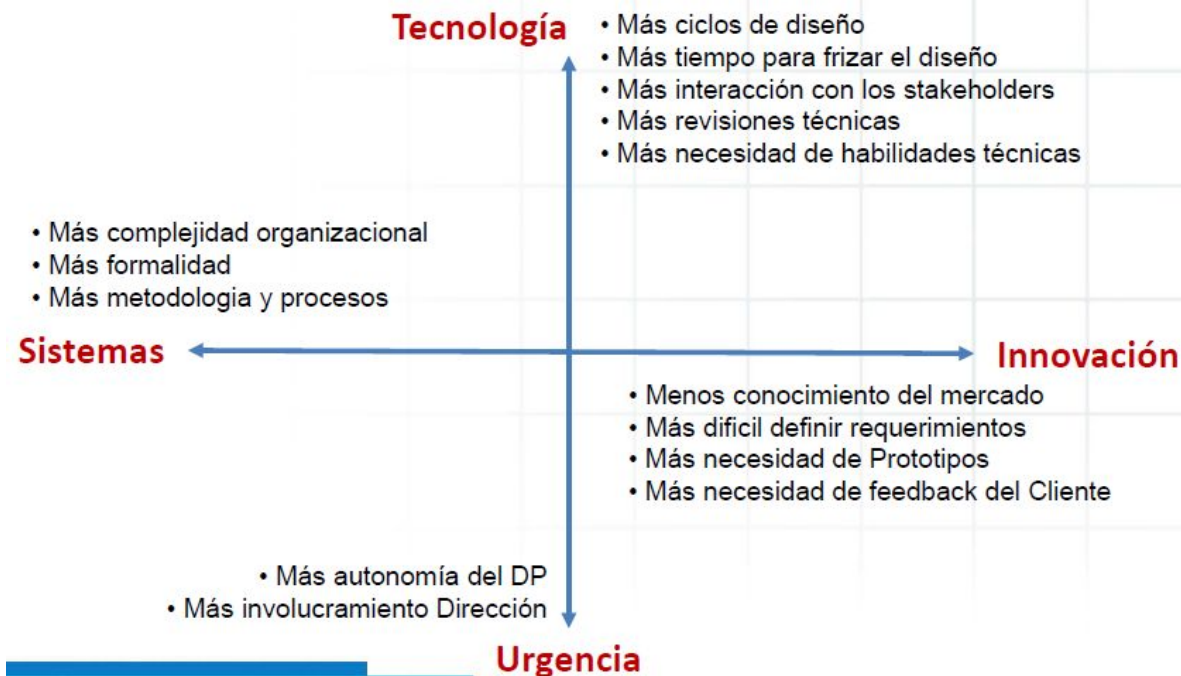 Tecnología
• Más ciclos de diseño
• Más tiempo para frizar el diseño
• Más interacción con los stakeholders
• Más revisiones técnicas
• Más necesidad de habilidades técnicas
• Más complejidad organizacional
• Más formalidad
• Más metodologia y procesos
Sistemas
Innovación
• Menos conocimiento del mercado
• Más dificil definir requerimientos
• Más necesidad de Prototipos
• Más necesidad de feedback del Cliente
• Más autonomía del DP
• Más involucramiento Dirección
Urgencia